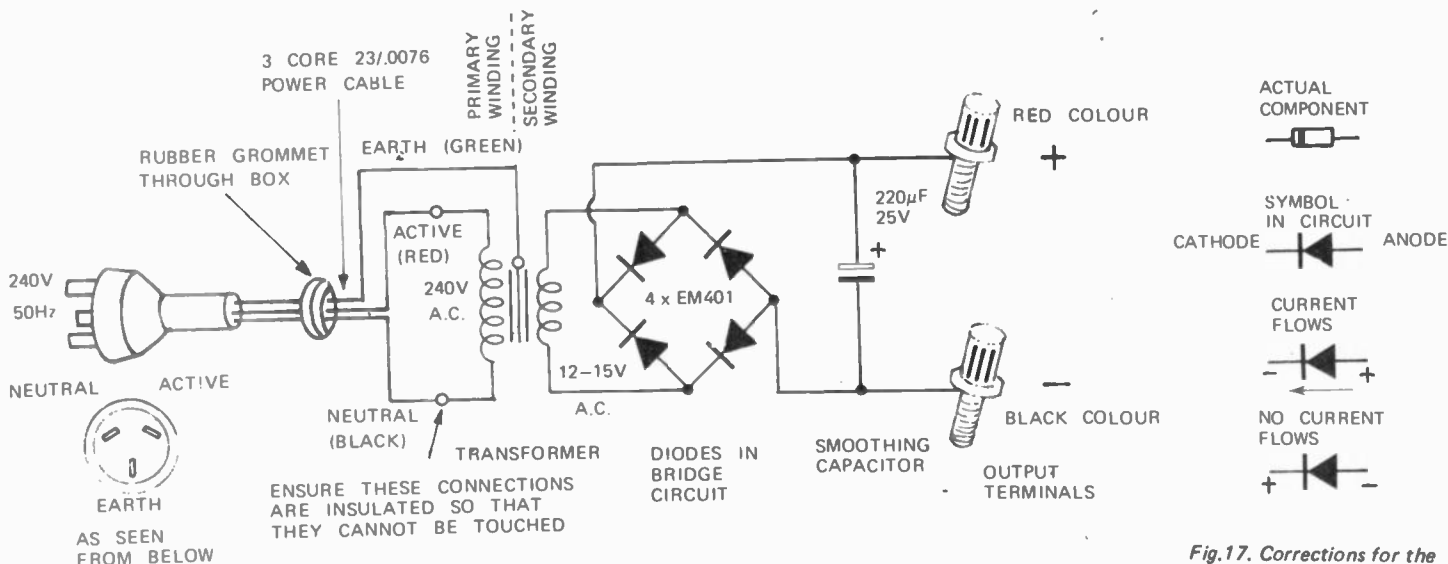 3 CORE 23/.0076
POWER CABLE
PRIMARY
WINDING
SECONDARY
WINDING
RUBBER GROMMET
THROUGH BOX
EARTH (GREEN)
ACTIVE
(RED)
240V
50Hz
240V
A.C.
NEUTRAL
ACTIVE
EARTH
AS SEEN
FROM BELOW
NEUTRAL
(BLACK)
TRANSFORMER
ENSURE THESE CONNECTIONS
ARE INSULATED SO THAT
THEY CANNOT BE TOUCHED
12–15V
A.C.
4 x EM401
DIODES IN
BRIDGE
CIRCUIT
220µF
25V
+
SMOOTHING
CAPACITOR
RED COLOUR
+
−
BLACK COLOUR
OUTPUT
TERMINALS
ACTUAL
COMPONENT
SYMBOL
IN CIRCUIT
CATHODE
ANODE
CURRENT
FLOWS
− +
NO CURRENT
FLOWS
+ −
Fig.17. Corrections for the